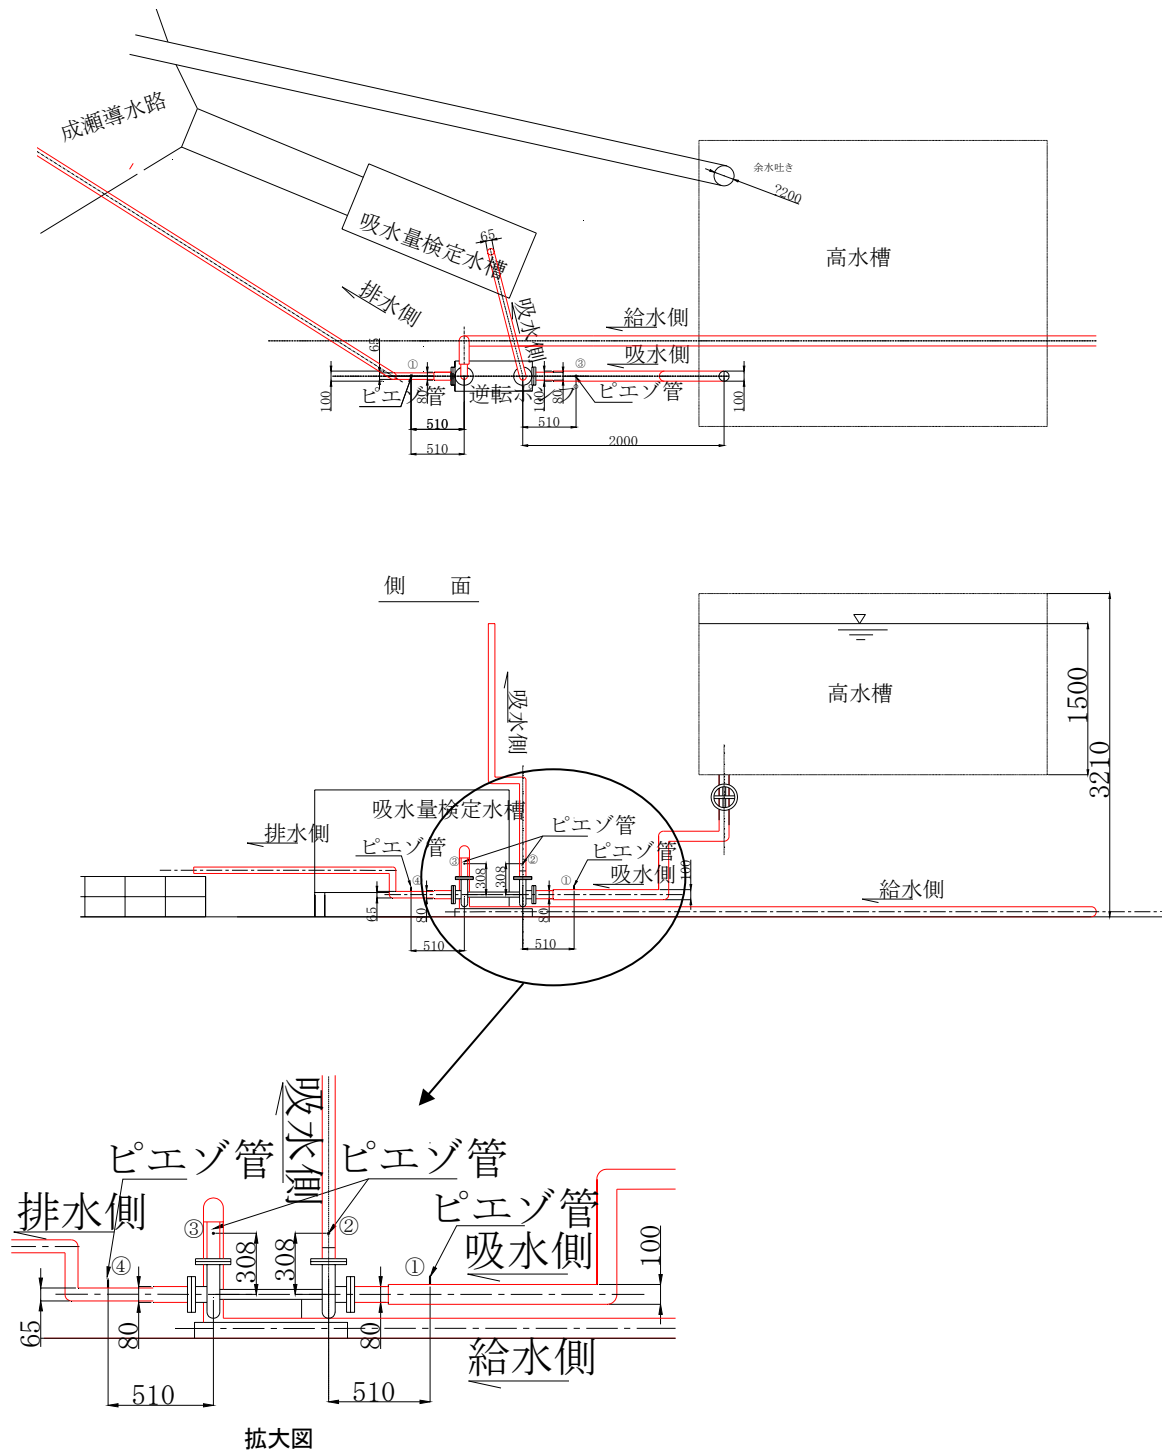 成瀬導水路
余水吐き
?200
吸水量検定水槽
65
高水槽
排水側
吸水側
給水側
吸水側
65
①
③
100
ピエゾ管
80
逆転ポンプ
100
80
ピエゾ管
100
510
510
510
2000
側 面
高水槽
1500
3210
吸水側
吸水量検定水槽
ピエゾ管
排水側
ピエゾ管
ピエゾ管
③
②
④
308
308
①
吸水側
100
給水側
65
80
80
510
510
吸水側
ピエゾ管
ピエゾ管
ピエゾ管
排水側
③
②
吸水側
④
308
308
①
100
65
80
80
給水側
510
510
拡大図